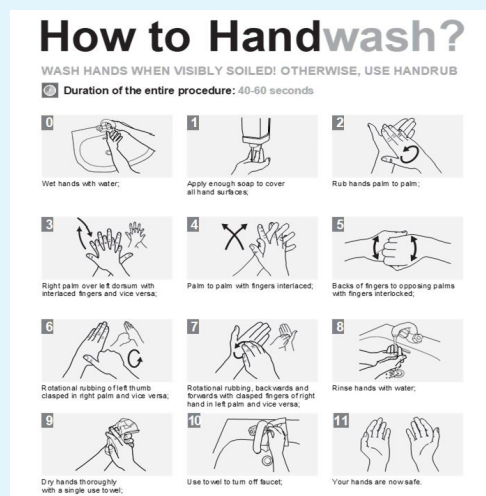 How to Handwash?
WASH HANDS WHEN VISIBLY SOILED! OTHERWISE, USE HANDRUB
Duration of the entire procedure: 40-60 seconds
0
Wet hands with water;
1
Apply enough soap to cover
all hand surfaces;
2
Rub hands palm to palm;
3
Right palm over left dorsum with
interlaced fingers and vice versa;
4
Palm to palm with fingers interlaced;
5
Backs of fingers to opposing palms
with fingers interlocked;
6
Rotational rubbing of left thumb
clasped in right palm and vice versa;
7
Rotational rubbing, backwards and
forwards with clasped fingers of right
hand in left palm and vice versa;
8
Rinse hands with water;
9
Dry hands thoroughly
with a single use towel;
10
Use towel to turn off faucet;
11
Your hands are now safe.